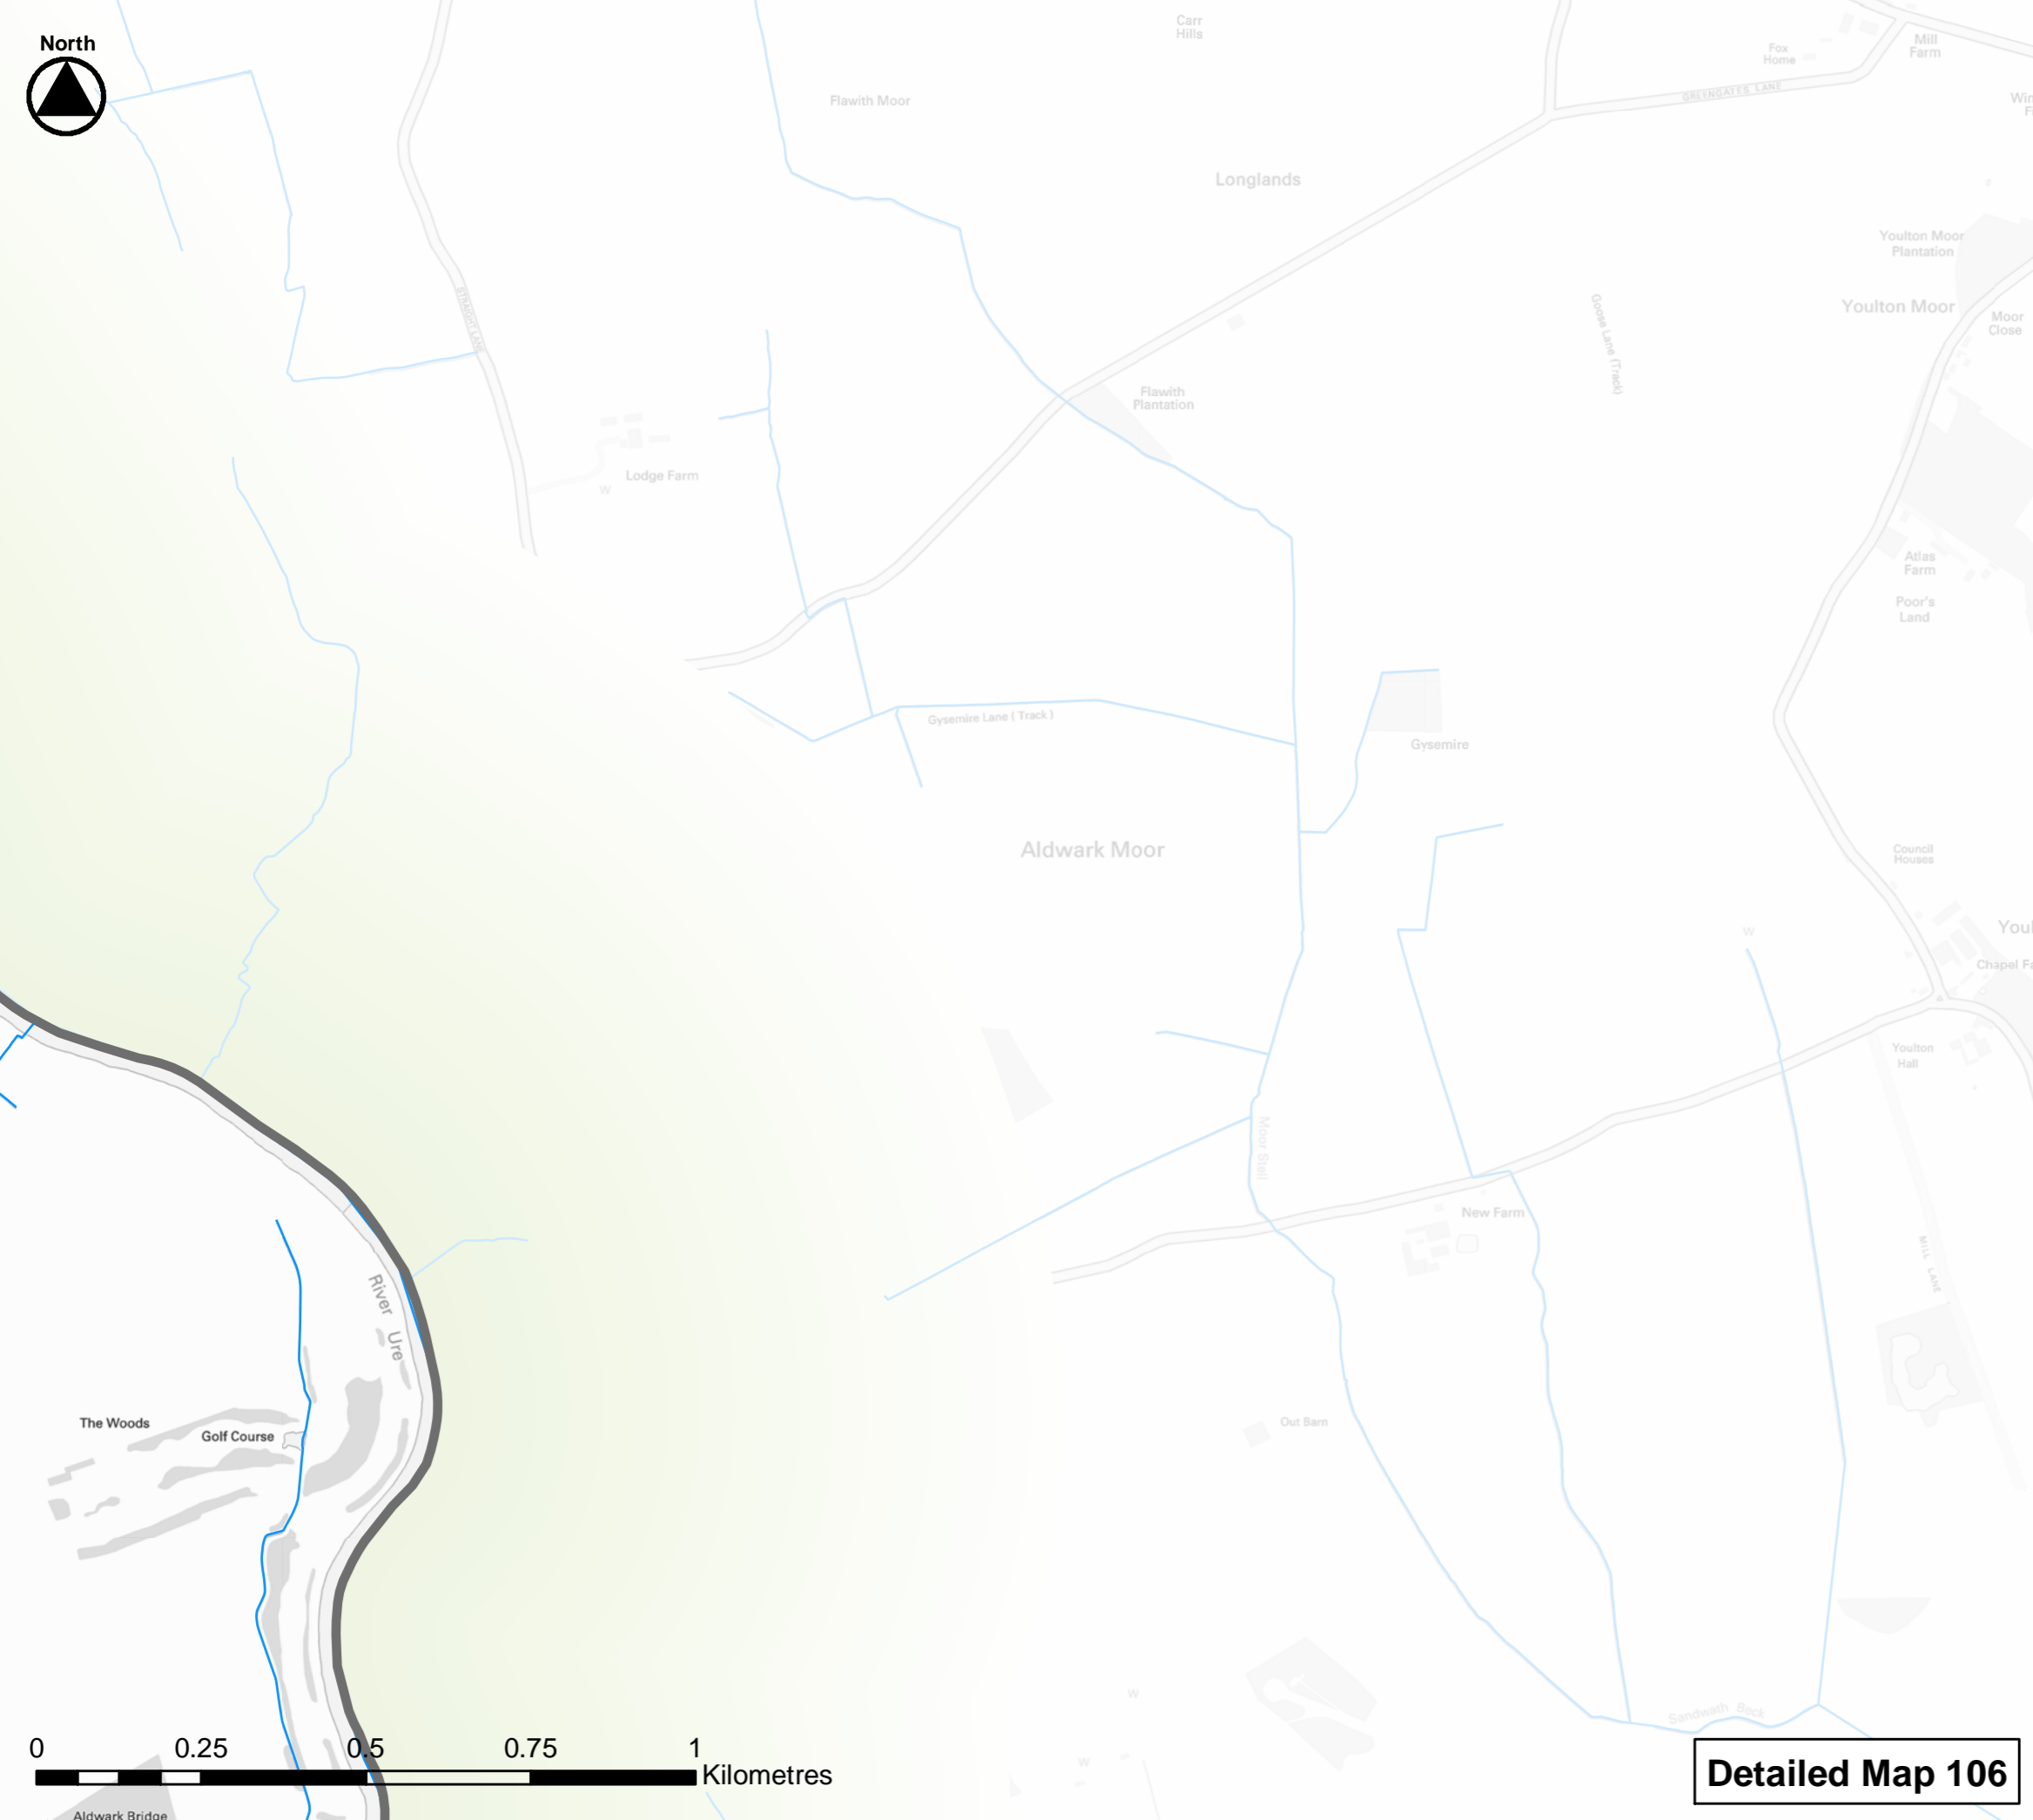 North
Carr
Hills
Fox
Home
Mill
Farm
GREENGATES LANE
Flawith Moor
Longlands
Youlton Moor
Plantation
Youlton Moor
Moor
Close
STRAIGHT LANE
Goose Lane (Track)
Flawith
Plantation
Lodge Farm
W
Atlas
Farm
Poor's
Land
Gysemire Lane ( Track )
Gysemire
Aldwark Moor
Council
Houses
W
Chapel
Youlton
Hall
Moor Stell
New Farm
MILL LANE
River Ure
The Woods
Golf Course
Out Barn
W
Sandwath Beck
W
0 0.25 0.5 0.75 1
Kilometres
Detailed Map 106
Aldwark Bridge